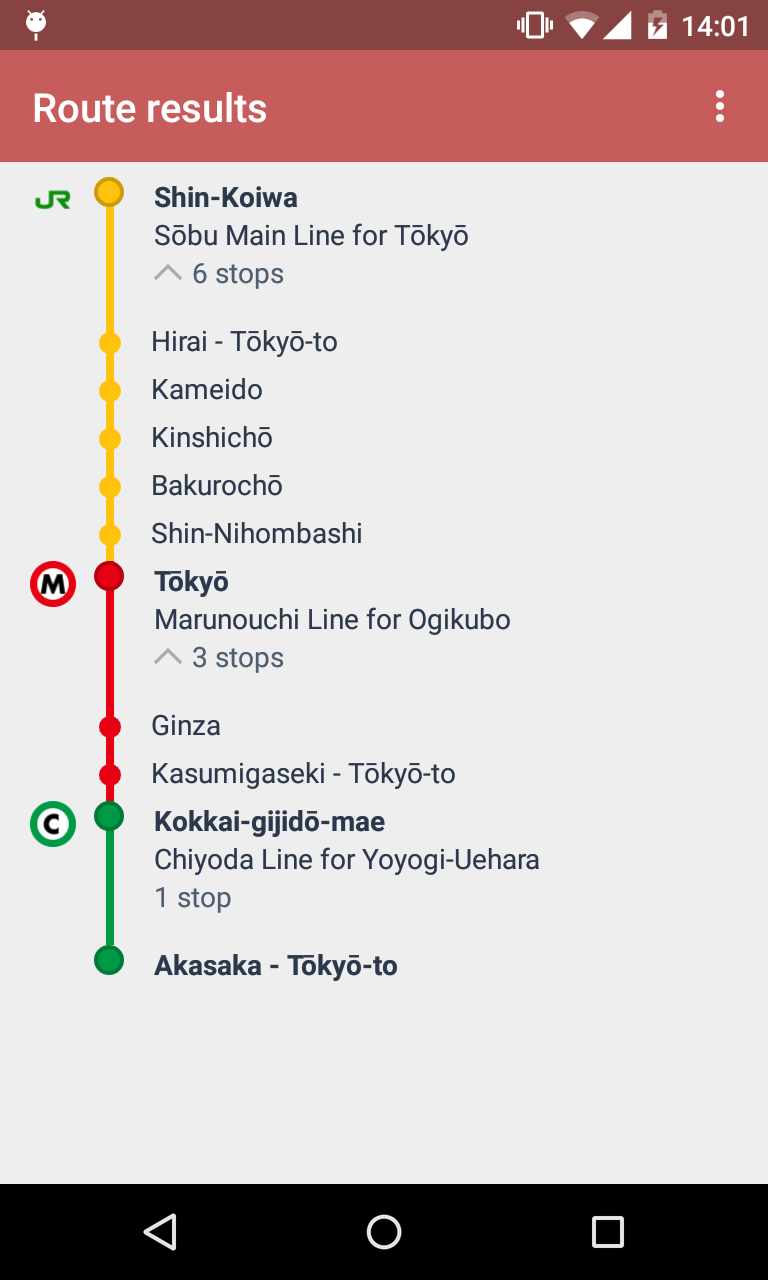 14:01
Route results
JR
Shin-Koiwa
Sōbu Main Line for Tōkyō
6 stops
Hirai - Tōkyō-to
Kameido
Kinshichō
Bakurochō
Shin-Nihombashi
M
Tōkyō
Marunouchi Line for Ogikubo
3 stops
Ginza
Kasumigaseki - Tōkyō-to
C
Kokkai-gijidō-mae
Chiyoda Line for Yoyogi-Uehara
1 stop
Akasaka - Tōkyō-to